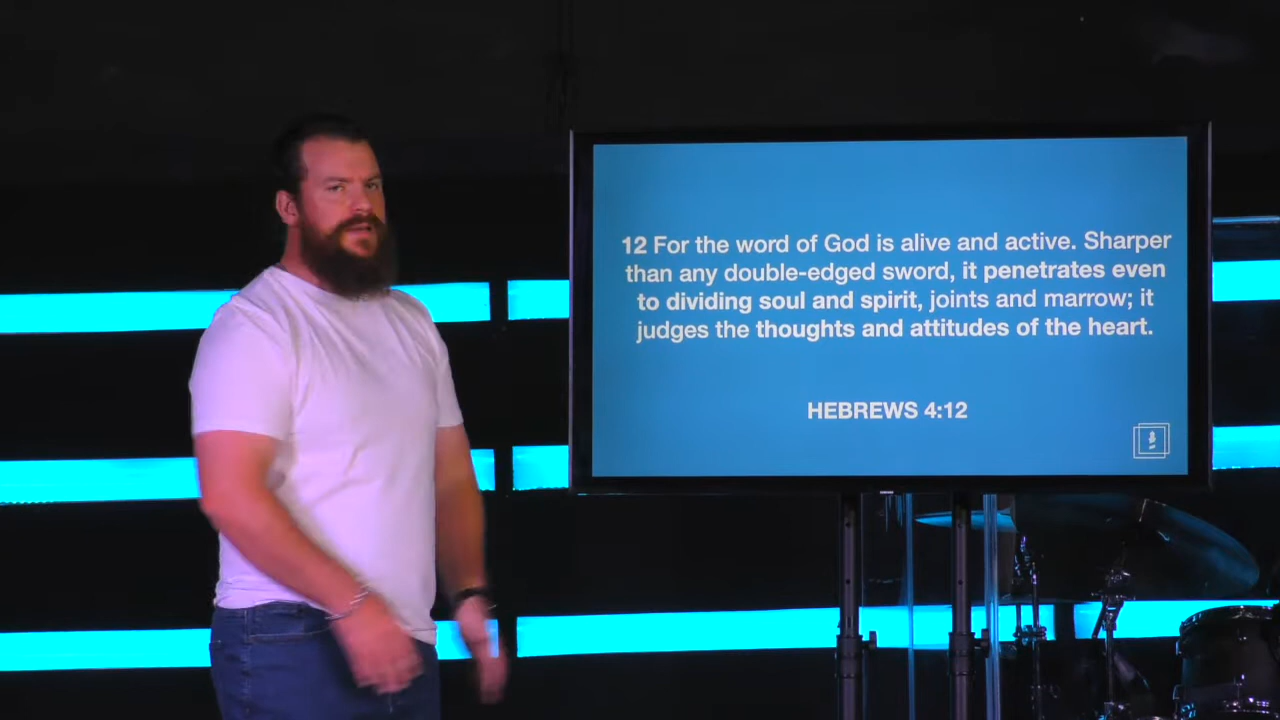 12 For the word of God is alive and active. Sharper
than any double-edged sword, it penetrates even
to dividing soul and spirit, joints and marrow; it
judges the thoughts and attitudes of the heart.
HEBREWS 4:12